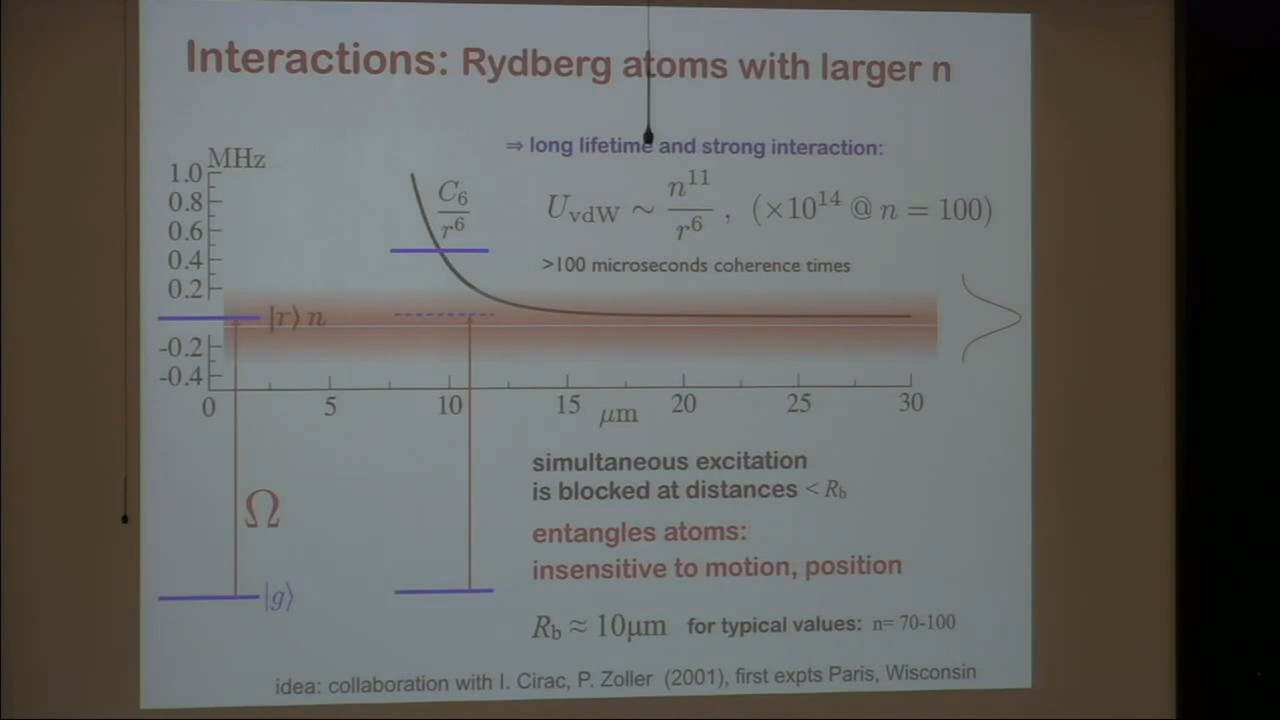 Interactions: Rydberg atoms with larger n
⇒ long lifetime and strong interaction:
MHz
1.0
0.8
0.6
0.4
0.2
-0.2
-0.4
C₆/r⁶
U_vdW ~ n¹¹/r⁶ , (×10¹⁴ @ n = 100)
>100 microseconds coherence times
|r⟩ n
0 5 10 15 20 25 30
μm
simultaneous excitation
is blocked at distances < R_b
Ω
entangles atoms:
insensitive to motion, position
|g⟩
R_b ≈ 10μm for typical values: n= 70-100
idea: collaboration with I. Cirac, P. Zoller (2001), first expts Paris, Wisconsin